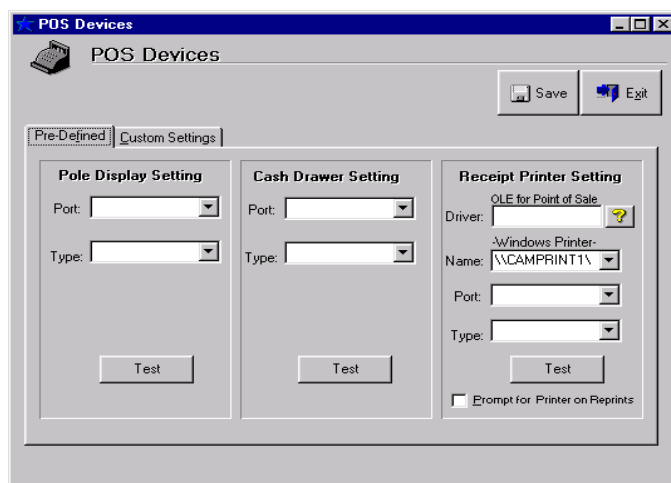 POS Devices
POS Devices
Save
Exit
Pre-Defined
Custom Settings
Pole Display Setting
Port:
Type:
Test
Cash Drawer Setting
Port:
Type:
Test
Receipt Printer Setting
OLE for Point of Sale
Driver:
?
-Windows Printer-
Name: \\CAMPRINT1\
Port:
Type:
Test
Prompt for Printer on Reprints